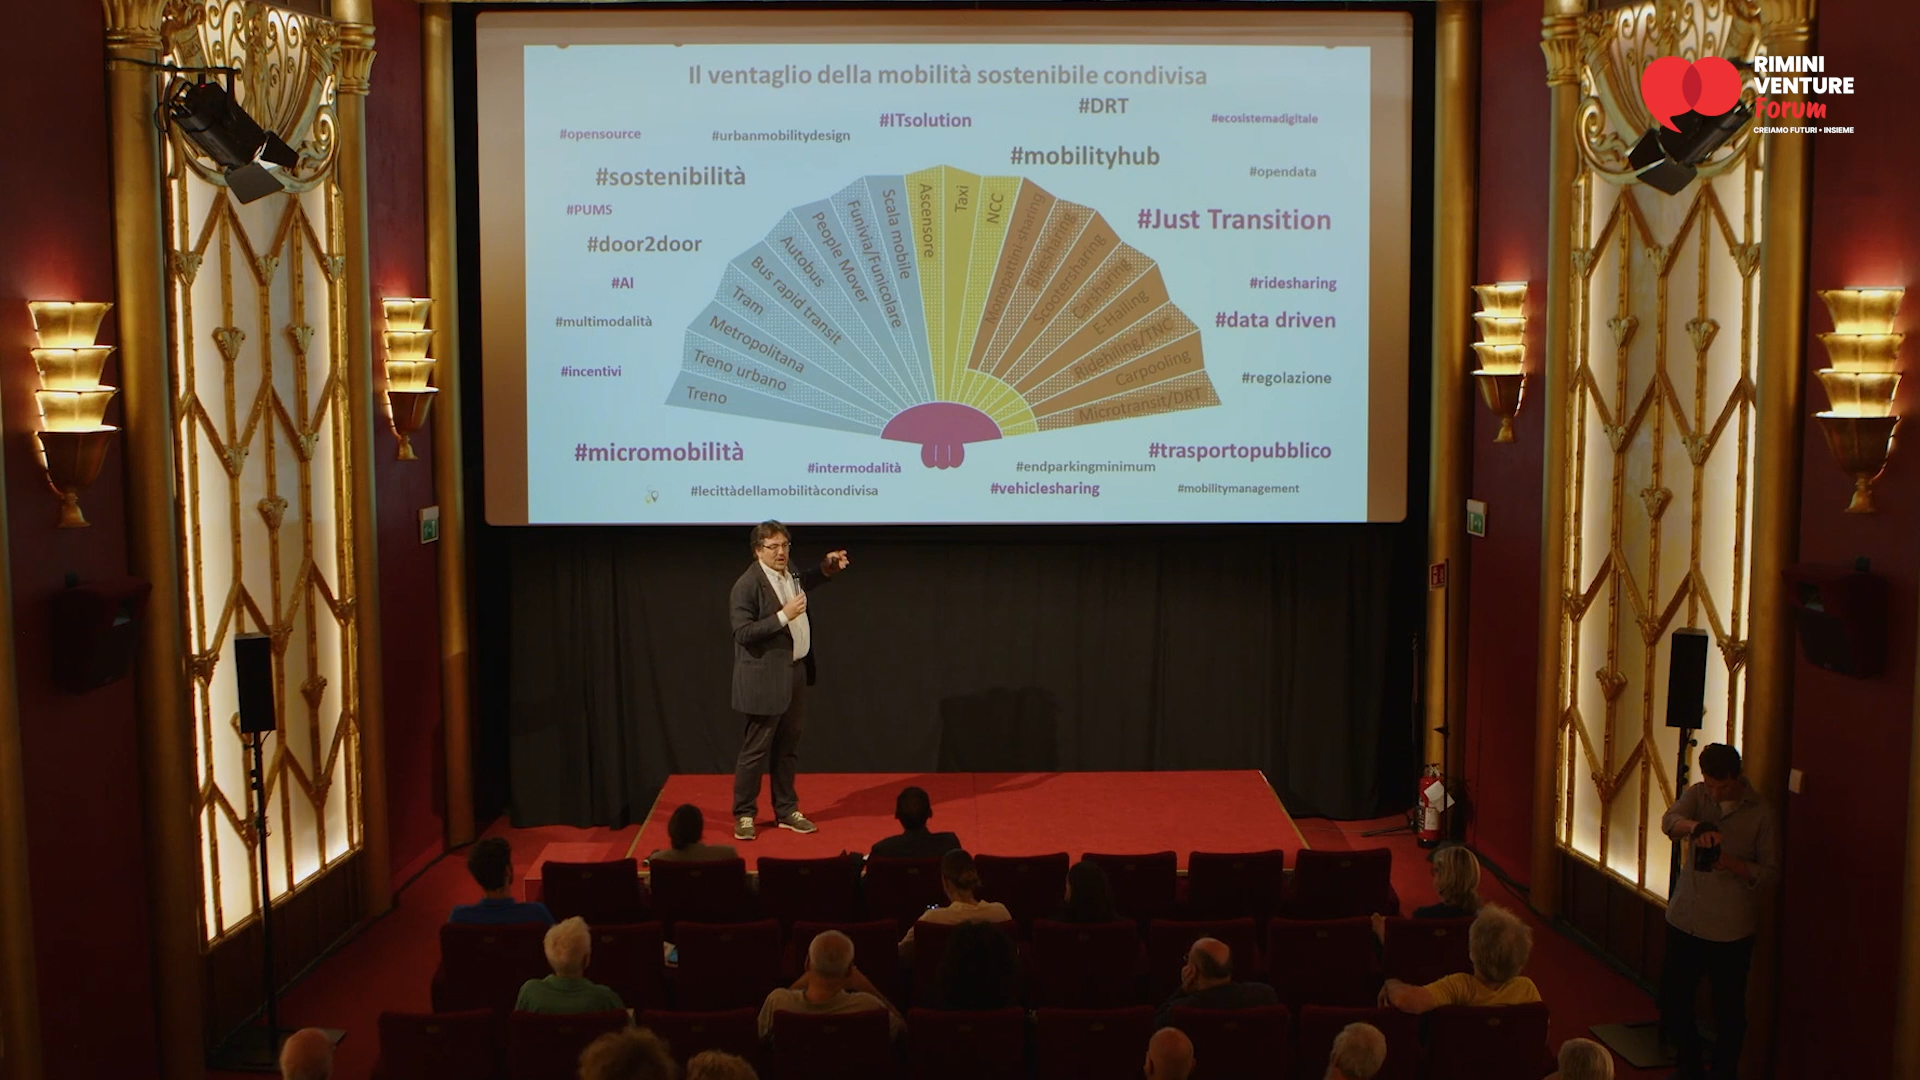 RIMINI
VENTURE
Forum
CREIAMO FUTURI • INSIEME
Il ventaglio della mobilità sostenibile condivisa
#DRT
#ITsolution
#ecosistemadigitale
#opensource
#urbanmobilitydesign
#mobilityhub
#sostenibilità
#opendata
#PUMS
#Just Transition
#door2door
#AI
#ridesharing
#multimodalità
#data driven
#incentivi
#regolazione
Treno
Treno urbano
Metropolitana
Tram
Bus rapid transit
Autobus
People Mover
Funivia/Funicolare
Scala mobile
Ascensore
Taxi
NCC
Monopattini-sharing
Bikesharing
Scootersharing
Carsharing
E-Hailing
Ridehiling/TNC
Carpooling
Microtransit/DRT
#micromobilità
#trasportopubblico
#intermodalità
#endparkingminimum
#lecittàdellamobilitàcondivisa
#vehiclesharing
#mobilitymanagement